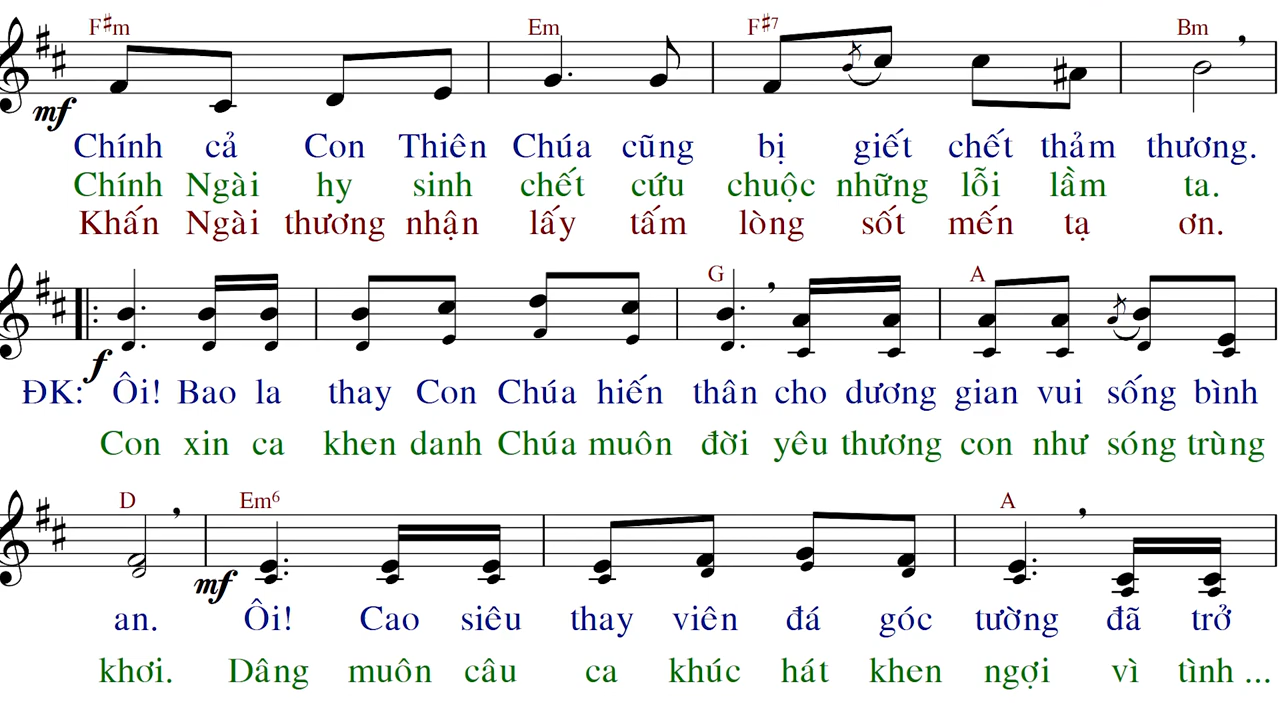 F#m Em F#7 Bm
mf
Chính cả Con Thiên Chúa cũng bị giết chết thảm thương.
Chính Ngài hy sinh chết cứu chuộc những lỗi lầm ta.
Khấn Ngài thương nhận lấy tấm lòng sốt mến tạ ơn.
G A
f
ĐK: Ôi! Bao la thay Con Chúa hiến thân cho dương gian vui sống bình
Con xin ca khen danh Chúa muôn đời yêu thương con như sóng trùng
D Em6 A
mf
an. Ôi! Cao siêu thay viên đá góc tường đã trở
khơi. Dâng muôn câu ca khúc hát khen ngợi vì tình ...